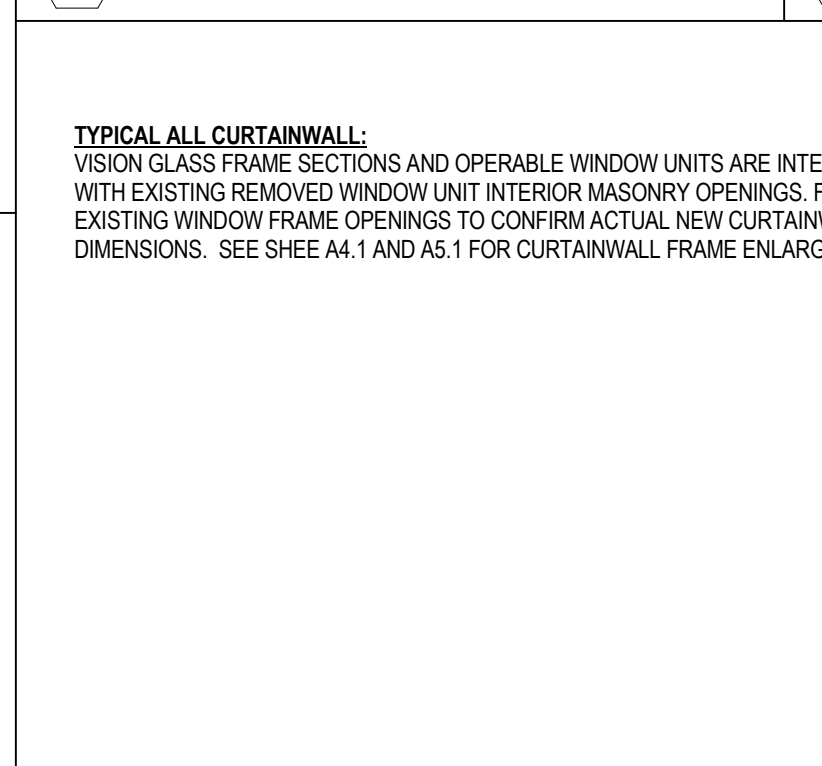 TYPICAL ALL CURTAINWALL:
VISION GLASS FRAME SECTIONS AND OPERABLE WINDOW UNITS ARE INTE
WITH EXISTING REMOVED WINDOW UNIT INTERIOR MASONRY OPENINGS. F
EXISTING WINDOW FRAME OPENINGS TO CONFIRM ACTUAL NEW CURTAINW
DIMENSIONS. SEE SHEE A4.1 AND A5.1 FOR CURTAINWALL FRAME ENLARG